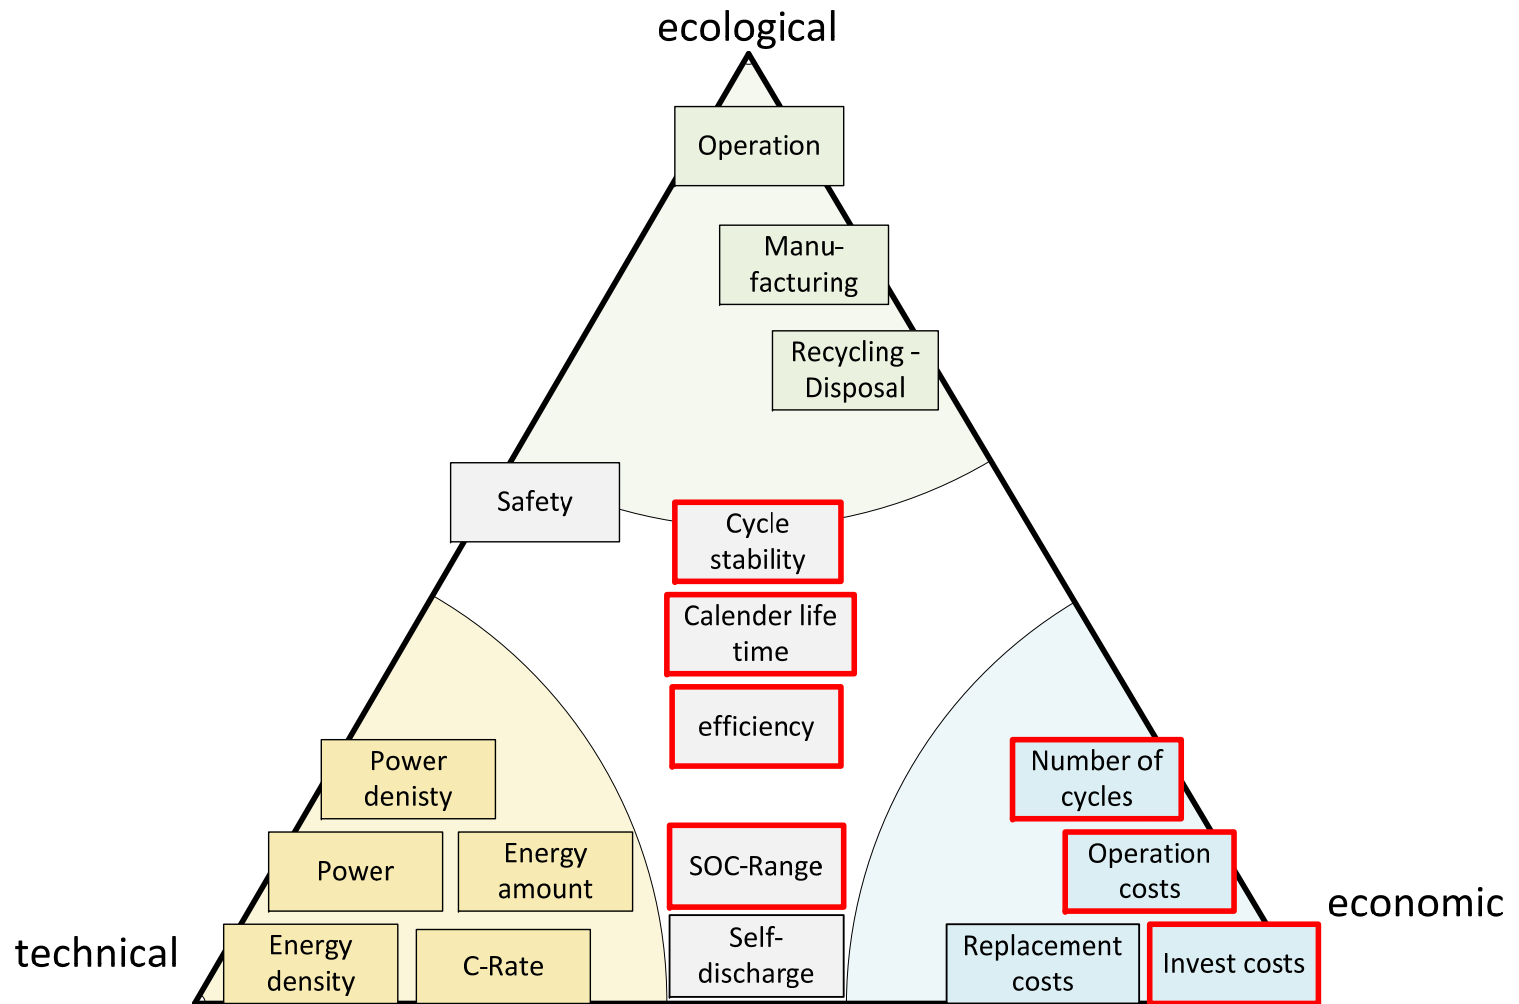 ecological
Operation
Manu-
facturing
Recycling -
Disposal
Safety
Cycle
stability
Calender life
time
efficiency
Power
denisty
Number of
cycles
Power
Energy
amount
SOC-Range
Operation
costs
economic
technical
Energy
density
C-Rate
Self-
discharge
Replacement
costs
Invest costs